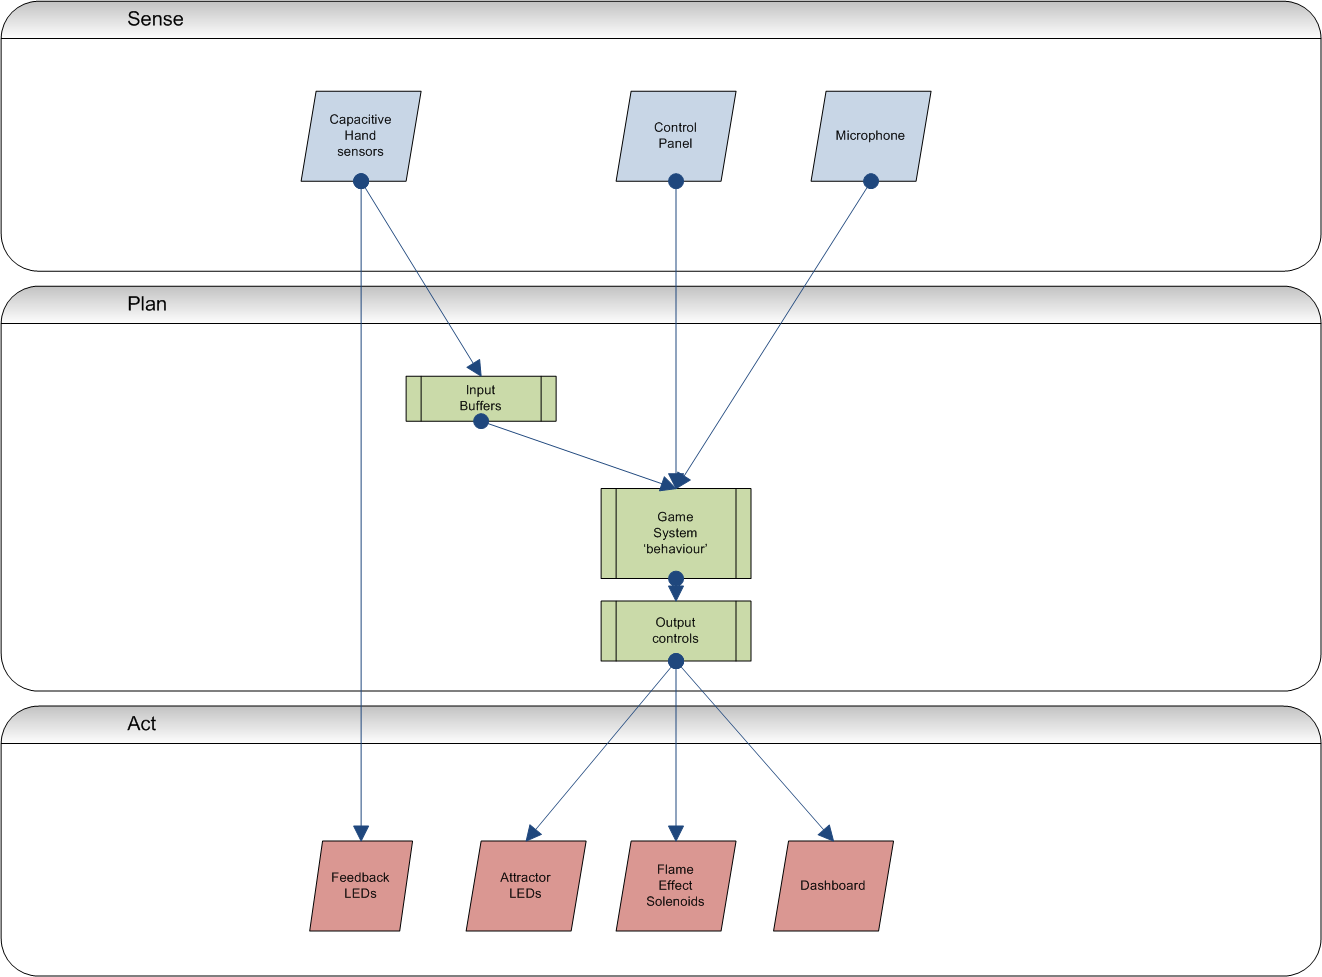 Sense
Capacitive
Hand
sensors
Control
Panel
Microphone
Plan
Input
Buffers
Game
System
‘behaviour’
Output
controls
Act
Feedback
LEDs
Attractor
LEDs
Flame
Effect
Solenoids
Dashboard